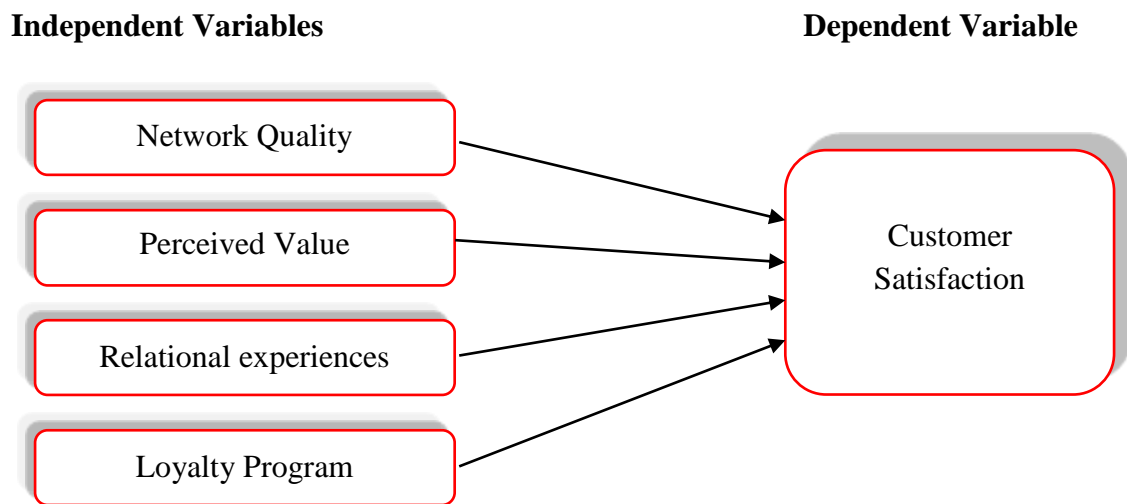 Independent Variables
Dependent Variable
Network Quality
Perceived Value
Relational experiences
Loyalty Program
Customer
Satisfaction